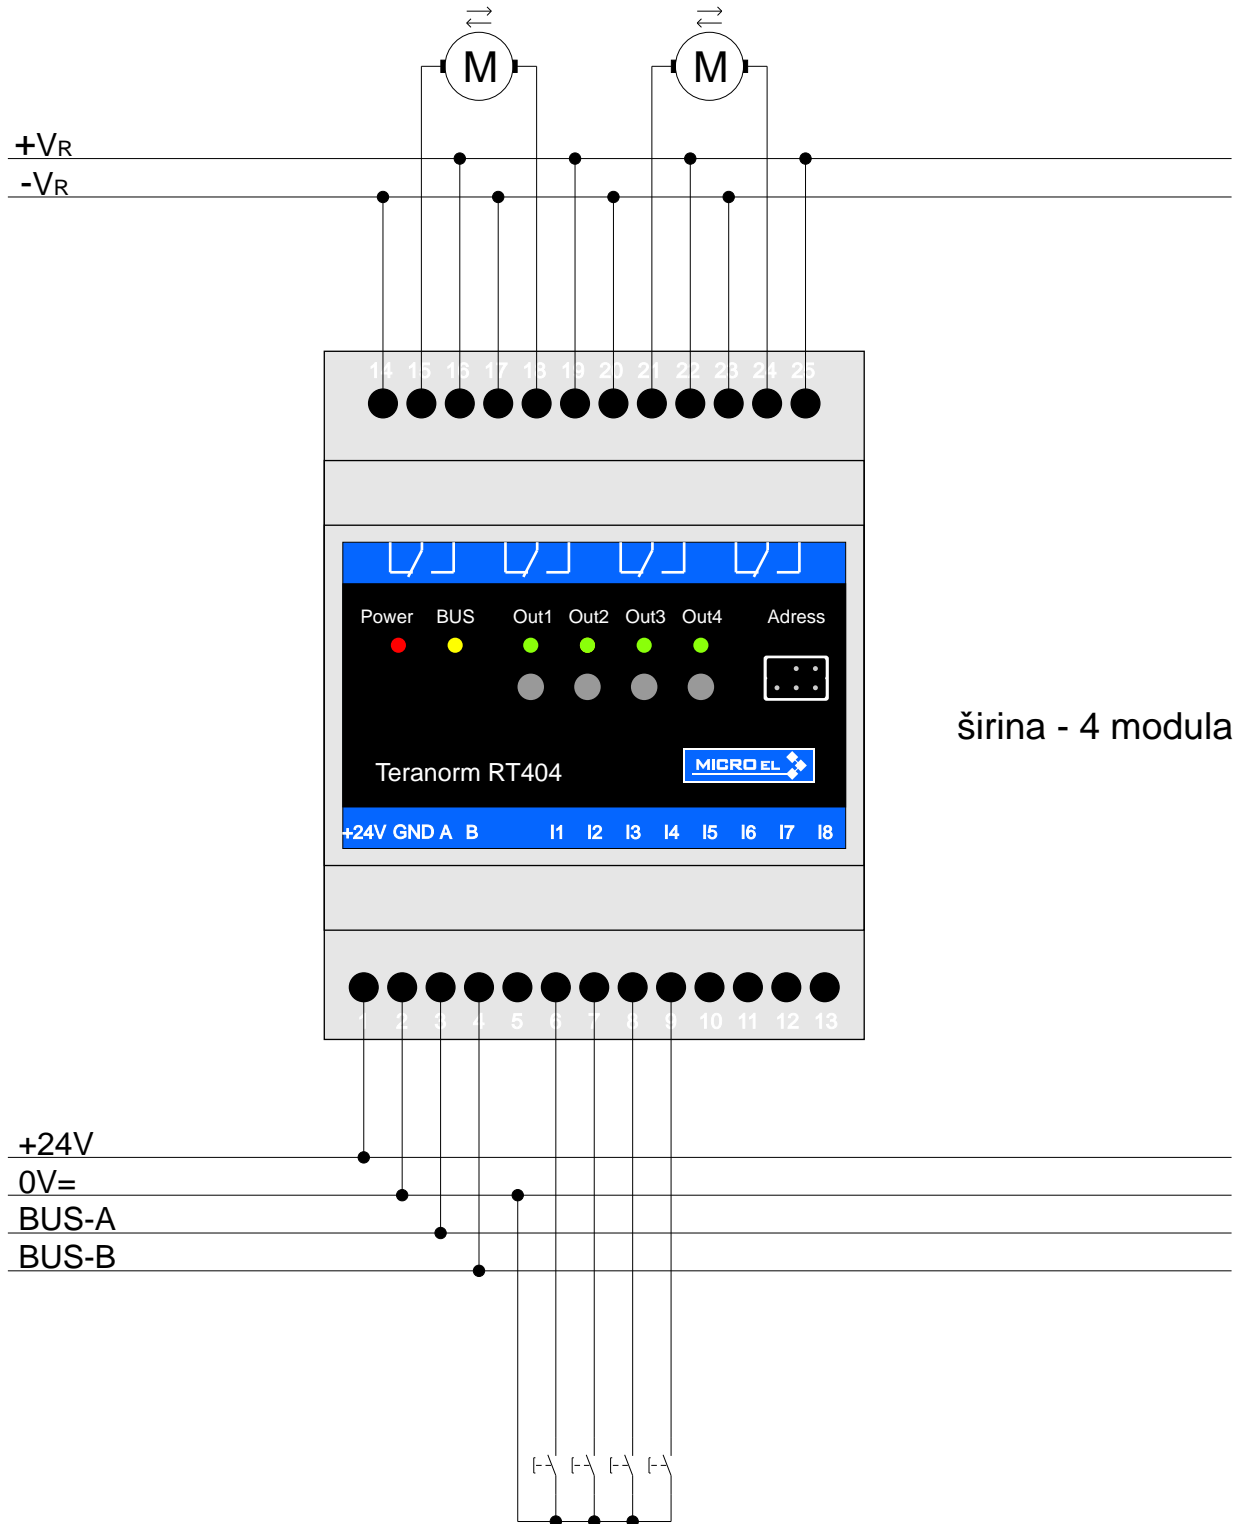 M M
+VR
-VR
14 15 16 17 18 19 20 21 22 23 24 25
Power BUS Out1 Out2 Out3 Out4 Adress
širina - 4 modula
Teranorm RT404
MICRO EL
+24V GND A B I1 I2 I3 I4 I5 I6 I7 I8
1 2 3 4 5 6 7 8 9 10 11 12 13
+24V
0V=
BUS-A
BUS-B